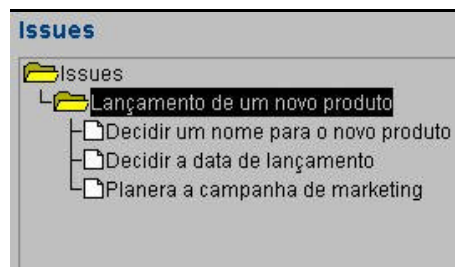 Issues
Issues
Lançamento de um novo produto
Decidir um nome para o novo produto
Decidir a data de lançamento
Planera a campanha de marketing